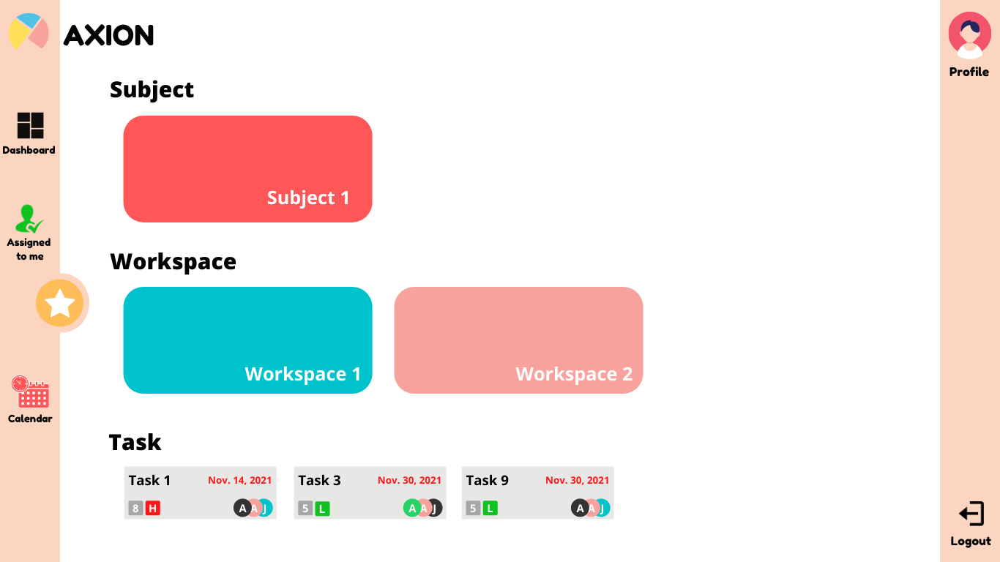 AXION
Profile
Subject
Dashboard
Subject 1
Assigned
to me
Workspace
Workspace 1
Workspace 2
Calendar
Task
Task 1 Nov. 14, 2021
8 H A A J
Task 3 Nov. 30, 2021
5 L A A J
Task 9 Nov. 30, 2021
5 L A A J
Logout